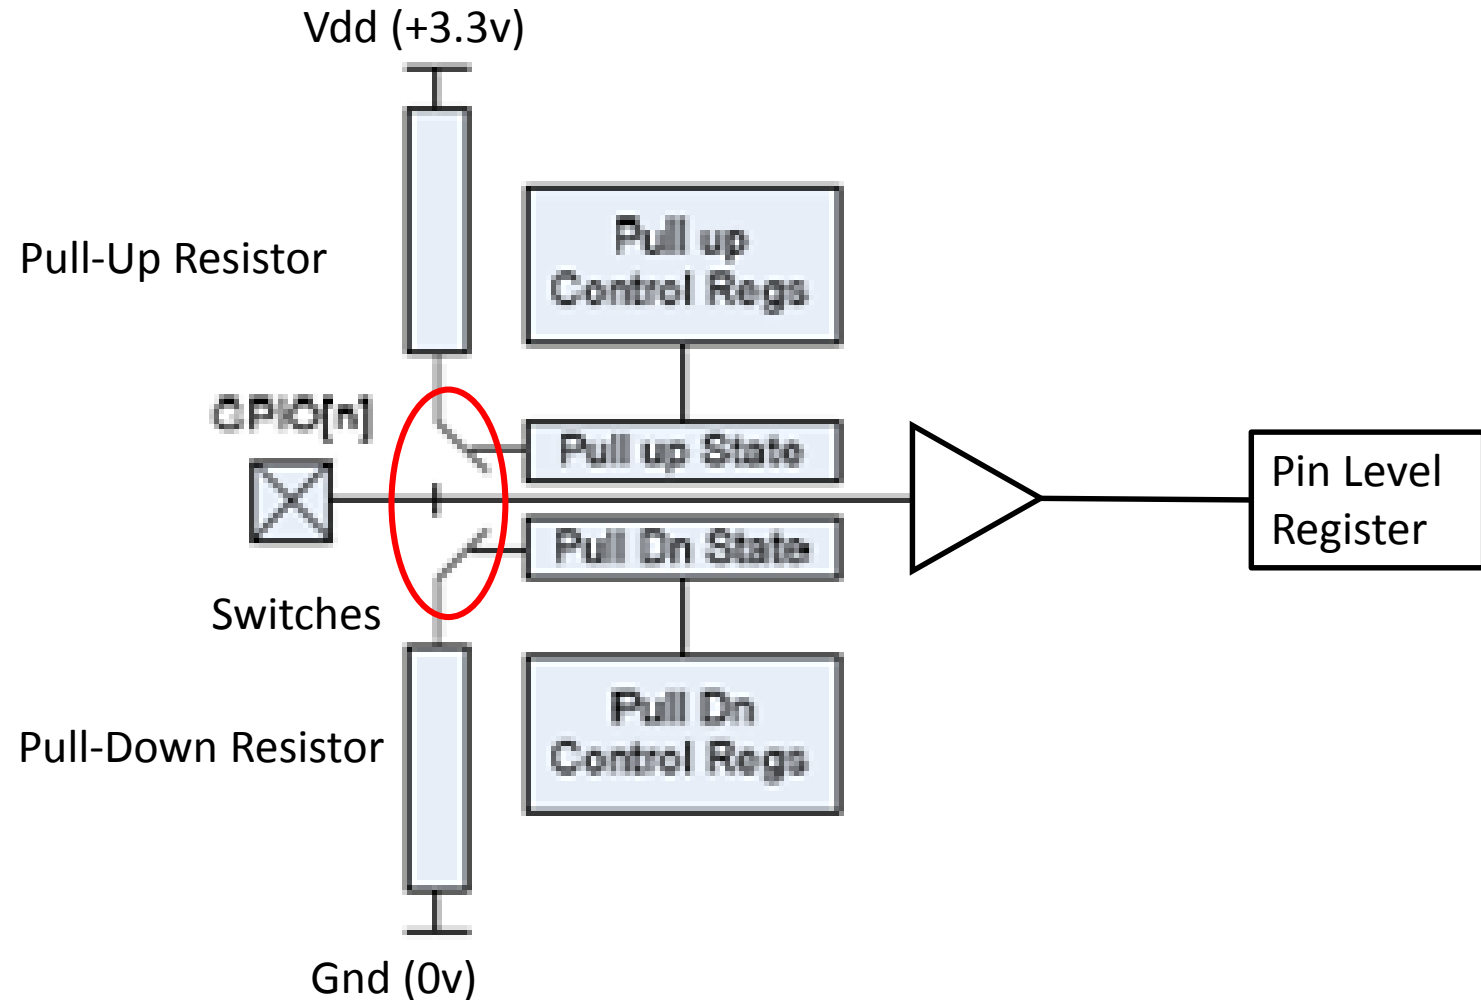 Vdd (+3.3v)
Pull-Up Resistor
Pull up
Control Regs
GPIO[n]
Pull up State
Pin Level
Register
Pull Dn State
Switches
Pull Dn
Control Regs
Pull-Down Resistor
Gnd (0v)